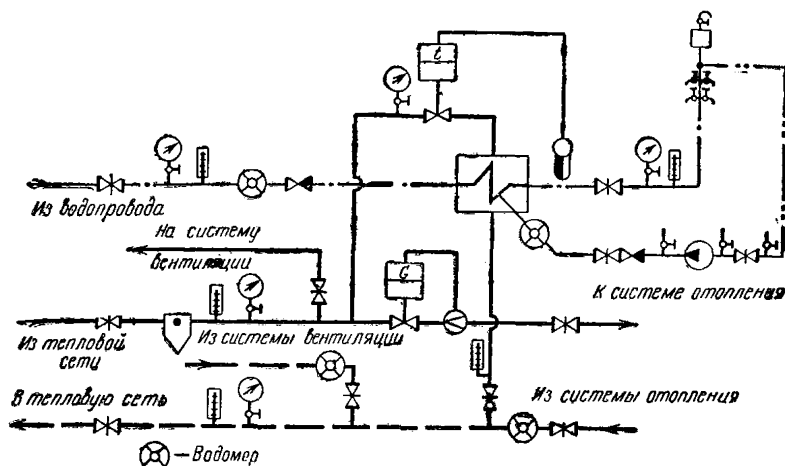 t
Из водопровода
На систему
вентиляции
G
К системе отопления
Из тепловой
сети
Из системы вентиляции
В тепловую сеть
Из системы отопления
- Водомер